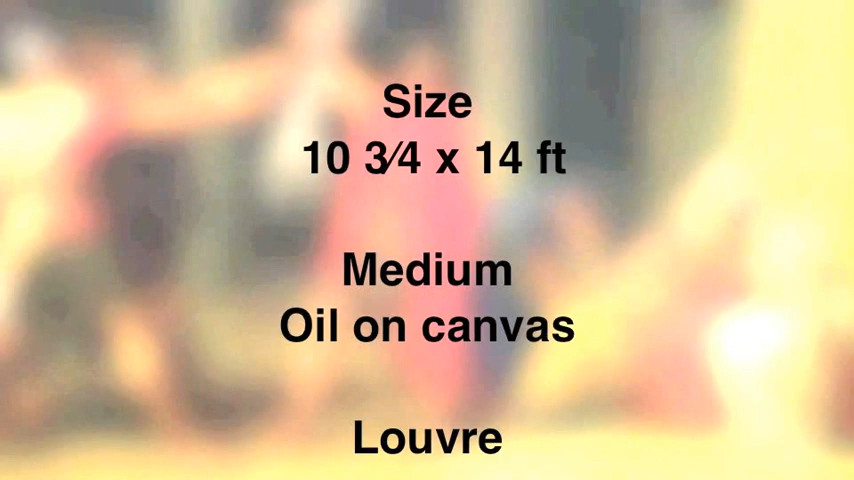 Size
10 3⁄4 x 14 ft
Medium
Oil on canvas
Louvre